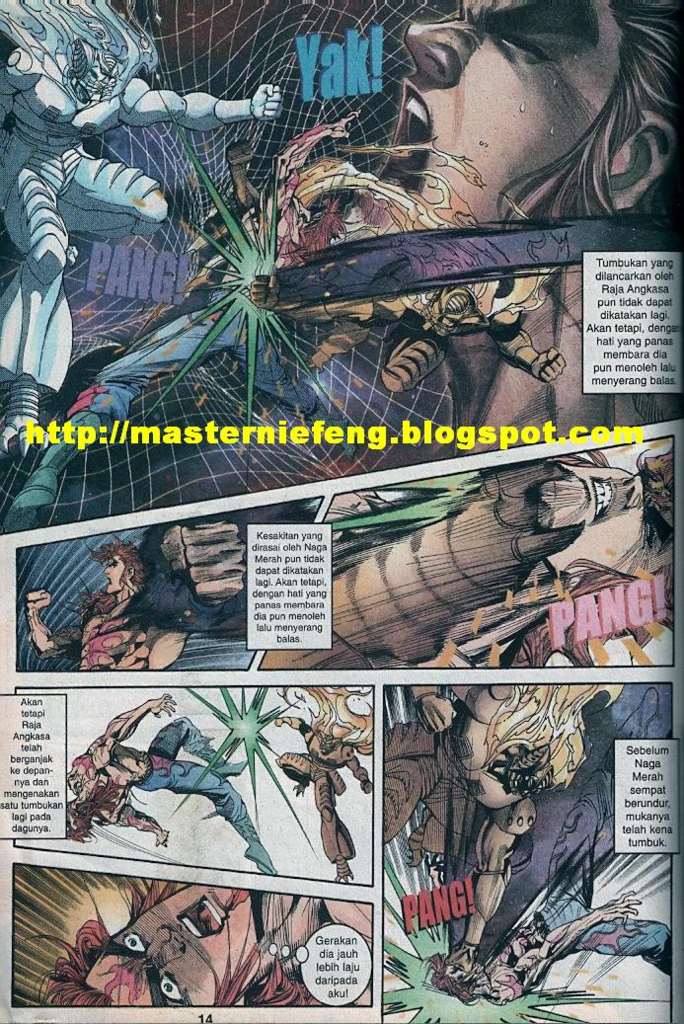 Yak!
PANG!
Tumbukan yang
dilancarkan oleh
Raja Angkasa
pun tidak dapat
dikatakan lagi.
Akan tetapi, dengan
hati yang panas
membara dia
pun menoleh lalu
menyerang balas.
http://masterniefeng.blogspot.com
Kesakitan yang
dirasai oleh Naga
Merah pun tidak
dapat dikatakan
lagi. Akan tetapi,
dengan hati yang
panas membara
dia pun menoleh
lalu menyerang
balas.
PANG!
Akan
tetapi
Raja
Angkasa
telah
berganjak
ke depan-
nya dan
mengenakan
satu tumbukan
lagi pada
dagunya.
Sebelum
Naga
Merah
sempat
berundur,
mukanya
telah kena
tumbuk.
PANG!
Gerakan
dia jauh
lebih laju
daripada
aku!
14